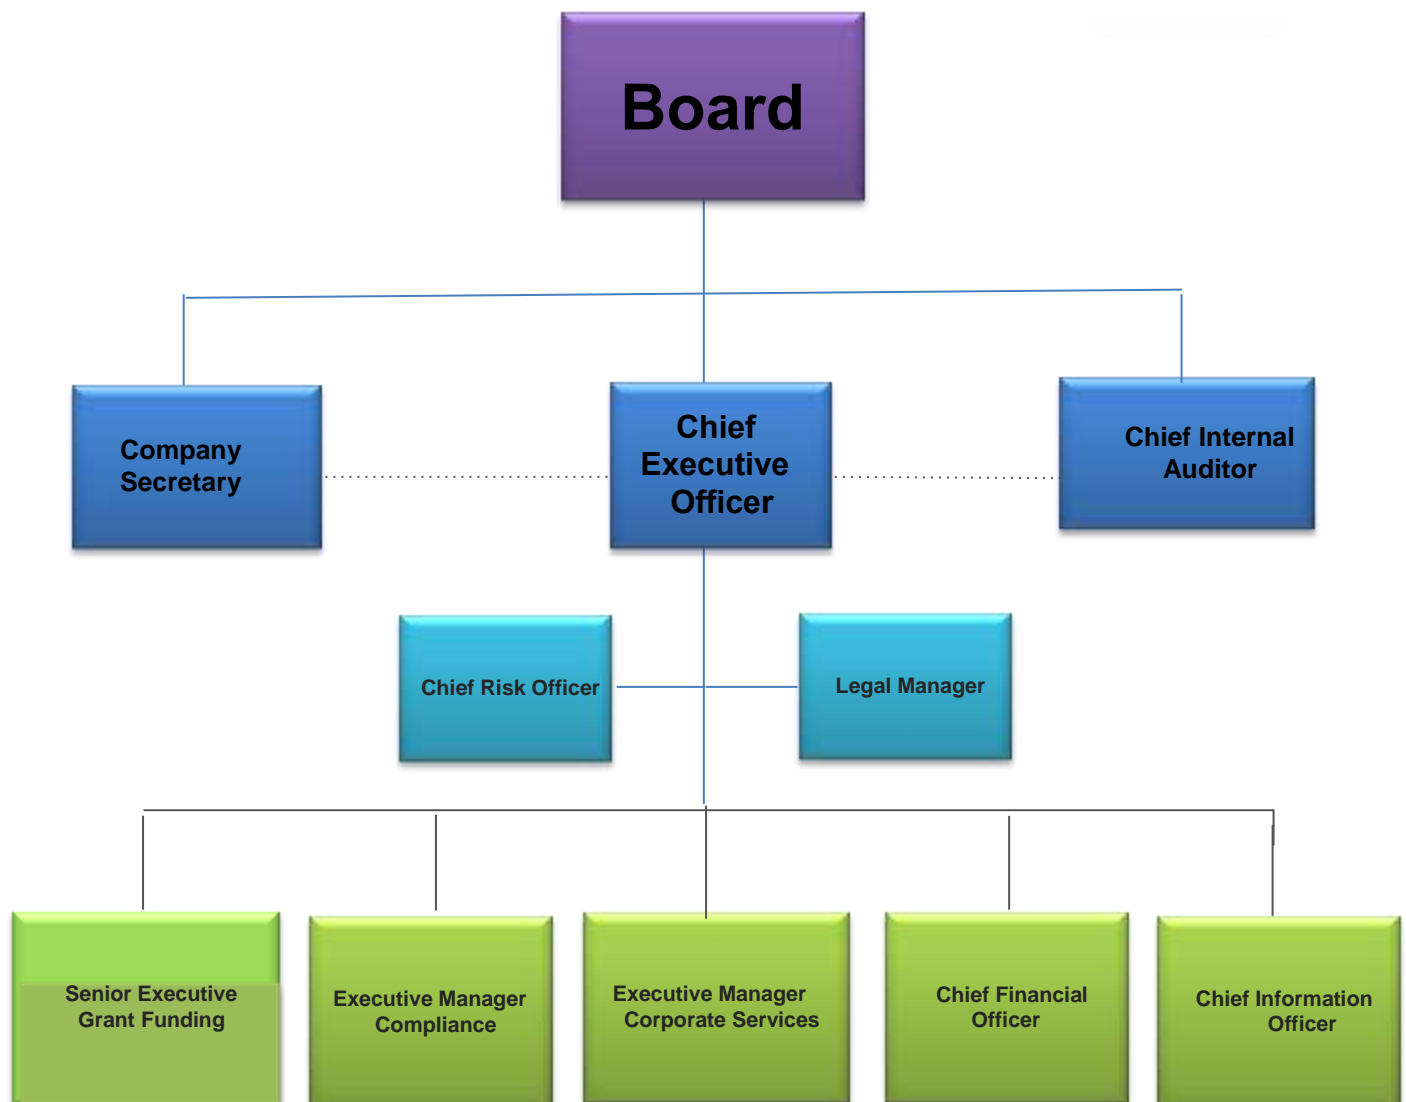 Board
Company
Secretary
Chief
Executive
Officer
Chief Internal
Auditor
Chief Risk Officer
Legal Manager
Senior Executive
Grant Funding
Executive Manager
Compliance
Executive Manager
Corporate Services
Chief Financial
Officer
Chief Information
Officer